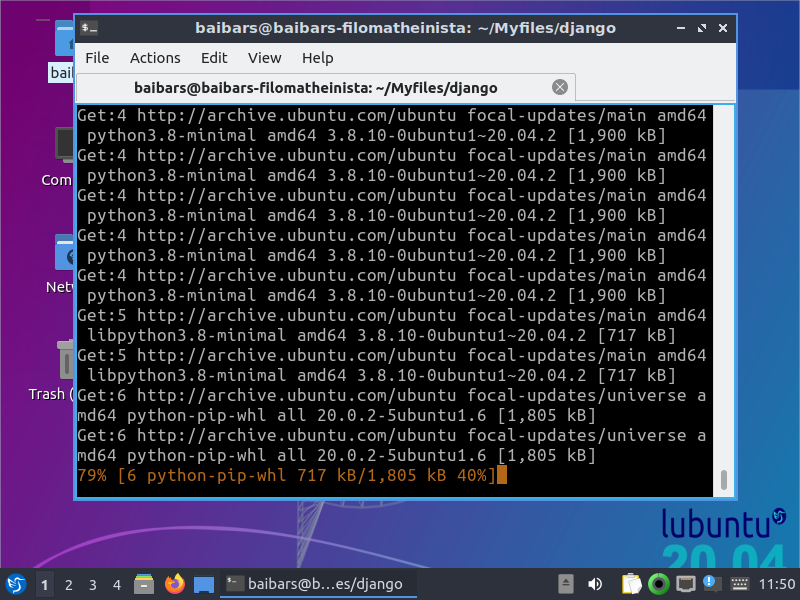 baibars@baibars-filomatheinista: ~/Myfiles/django
File Actions Edit View Help
baibars@baibars-filomatheinista: ~/Myfiles/django
Get:4 http://archive.ubuntu.com/ubuntu focal-updates/main amd64
python3.8-minimal amd64 3.8.10-0ubuntu1~20.04.2 [1,900 kB]
Get:4 http://archive.ubuntu.com/ubuntu focal-updates/main amd64
python3.8-minimal amd64 3.8.10-0ubuntu1~20.04.2 [1,900 kB]
Get:4 http://archive.ubuntu.com/ubuntu focal-updates/main amd64
python3.8-minimal amd64 3.8.10-0ubuntu1~20.04.2 [1,900 kB]
Get:4 http://archive.ubuntu.com/ubuntu focal-updates/main amd64
python3.8-minimal amd64 3.8.10-0ubuntu1~20.04.2 [1,900 kB]
Get:4 http://archive.ubuntu.com/ubuntu focal-updates/main amd64
python3.8-minimal amd64 3.8.10-0ubuntu1~20.04.2 [1,900 kB]
Get:5 http://archive.ubuntu.com/ubuntu focal-updates/main amd64
libpython3.8-minimal amd64 3.8.10-0ubuntu1~20.04.2 [717 kB]
Get:5 http://archive.ubuntu.com/ubuntu focal-updates/main amd64
libpython3.8-minimal amd64 3.8.10-0ubuntu1~20.04.2 [717 kB]
Get:6 http://archive.ubuntu.com/ubuntu focal-updates/universe a
md64 python-pip-whl all 20.0.2-5ubuntu1.6 [1,805 kB]
Get:6 http://archive.ubuntu.com/ubuntu focal-updates/universe a
md64 python-pip-whl all 20.0.2-5ubuntu1.6 [1,805 kB]
79% [6 python-pip-whl 717 kB/1,805 kB 40%]
bai
Com
Netw
Trash (
lubuntu
20.04
1 2 3 4 baibars@b...es/django 11:50